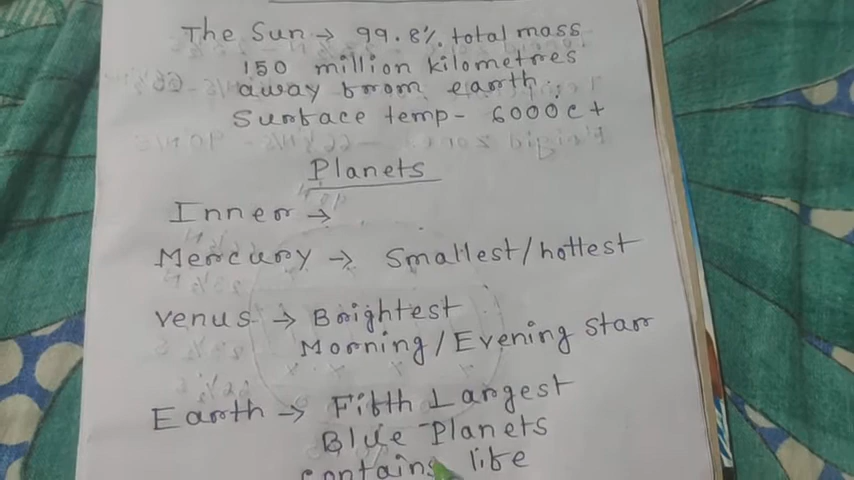 The Sun → 99.8% total mass
150 million kilometres
away from earth.
Surface temp - 6000c +
Planets
Inner →
Mercury → Smallest/hottest
Venus → Brightest
Morning/Evening Starr
Earth → Fifth Largest
Blue Planets
contains life